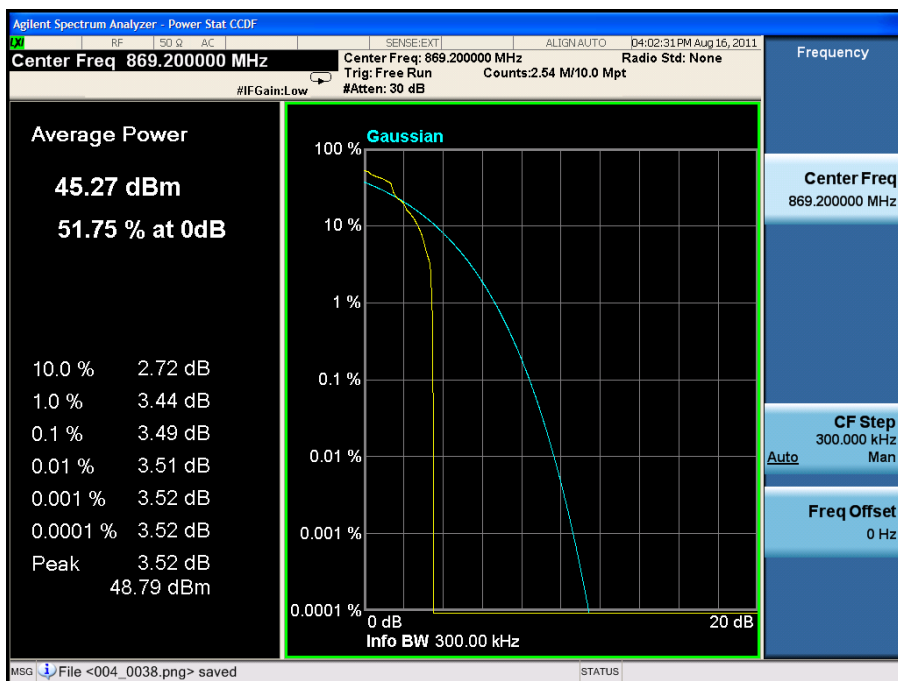 Agilent Spectrum Analyzer - Power Stat CCDF
LXI RF 50 Ω AC SENSE:EXT ALIGN AUTO 04:02:31 PM Aug 16, 2011
Center Freq 869.200000 MHz
Center Freq: 869.200000 MHz Radio Std: None
Trig: Free Run Counts:2.54 M/10.0 Mpt
#IFGain:Low #Atten: 30 dB
Average Power
45.27 dBm
51.75 % at 0dB
10.0 % 2.72 dB
1.0 % 3.44 dB
0.1 % 3.49 dB
0.01 % 3.51 dB
0.001 % 3.52 dB
0.0001 % 3.52 dB
Peak 3.52 dB
48.79 dBm
Gaussian
100 %
10 %
1 %
0.1 %
0.01 %
0.001 %
0.0001 %
0 dB 20 dB
Info BW 300.00 kHz
Frequency
Center Freq
869.200000 MHz
CF Step
300.000 kHz
Auto Man
Freq Offset
0 Hz
MSG File <004_0038.png> saved STATUS